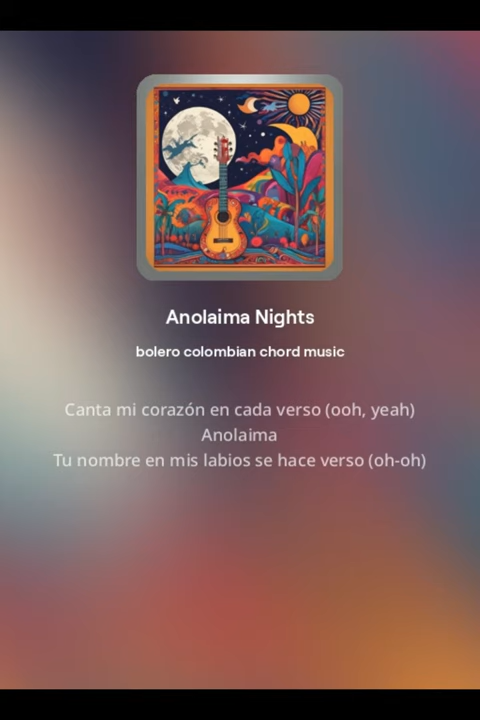 Anolaima Nights
bolero colombian chord music
Canta mi corazón en cada verso (ooh, yeah)
Anolaima
Tu nombre en mis labios se hace verso (oh-oh)